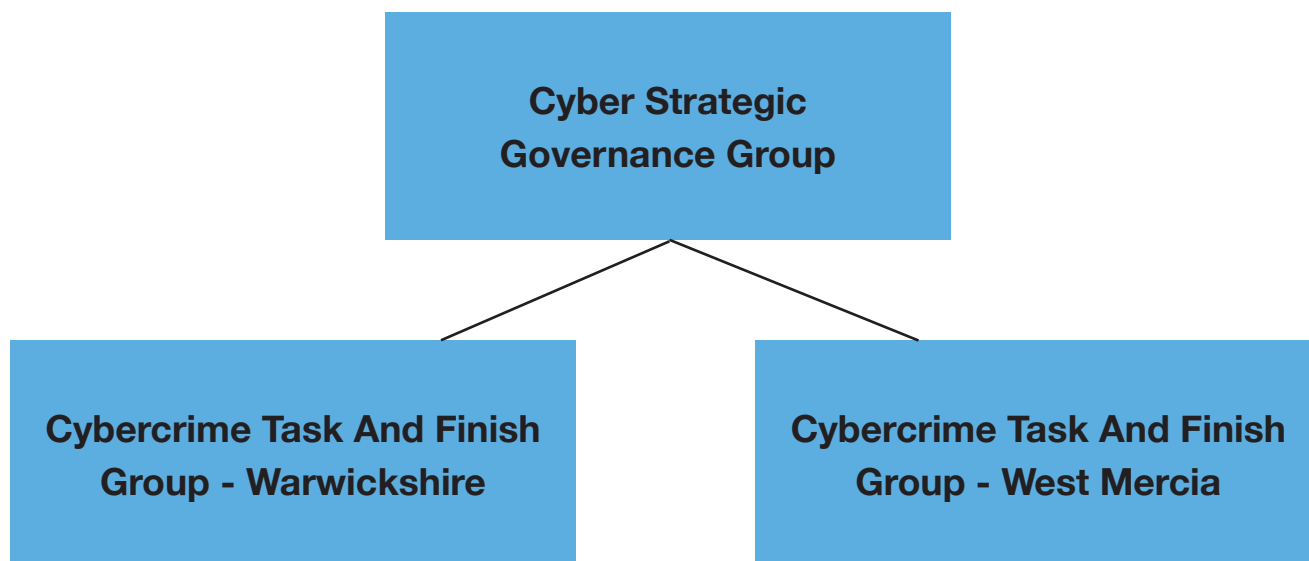 Cyber Strategic
Governance Group
Cybercrime Task And Finish
Group - Warwickshire
Cybercrime Task And Finish
Group - West Mercia